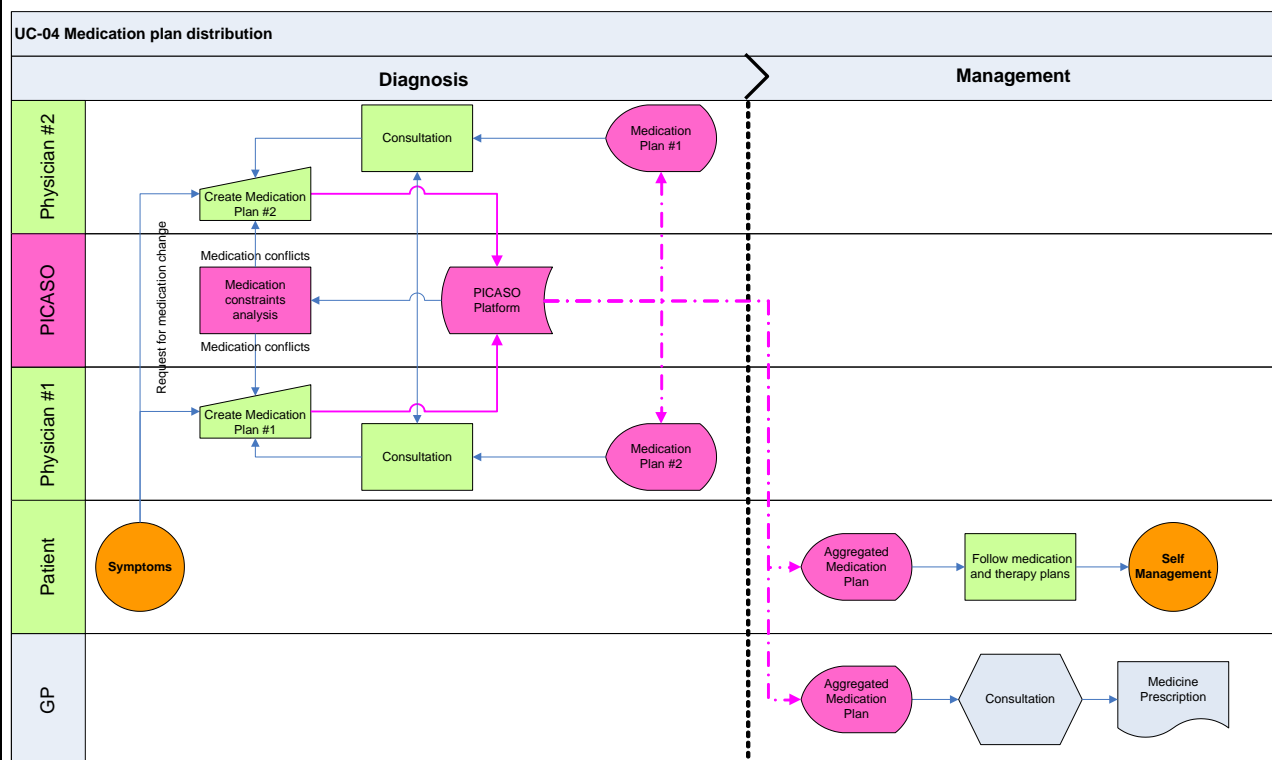 UC-04 Medication plan distribution
Diagnosis
Management
Physician #2
Consultation
Medication
Plan #1
Create Medication
Plan #2
Request for medication change
PICASO
Medication conflicts
Medication
constraints
analysis
Medication conflicts
PICASO
Platform
Physician #1
Create Medication
Plan #1
Consultation
Medication
Plan #2
Patient
Symptoms
Aggregated
Medication
Plan
Follow medication
and therapy plans
Self
Management
GP
Aggregated
Medication
Plan
Consultation
Medicine
Prescription